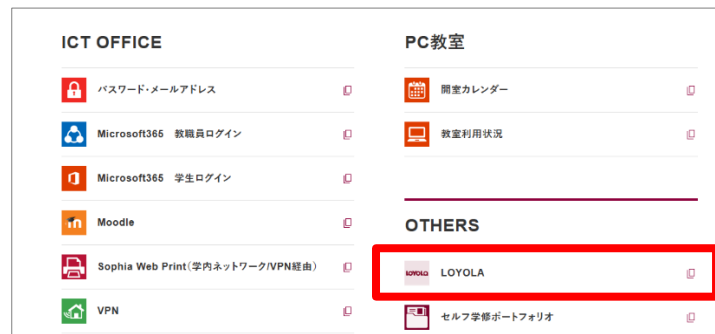 ICT OFFICE
パスワード・メールアドレス
Microsoft365　教職員ログイン
Microsoft365　学生ログイン
Moodle
Sophia Web Print（学内ネットワーク/VPN経由）
VPN
PC教室
開室カレンダー
教室利用状況
OTHERS
LOYOLA
LOYOLA
セルフ学修ポートフォリオ